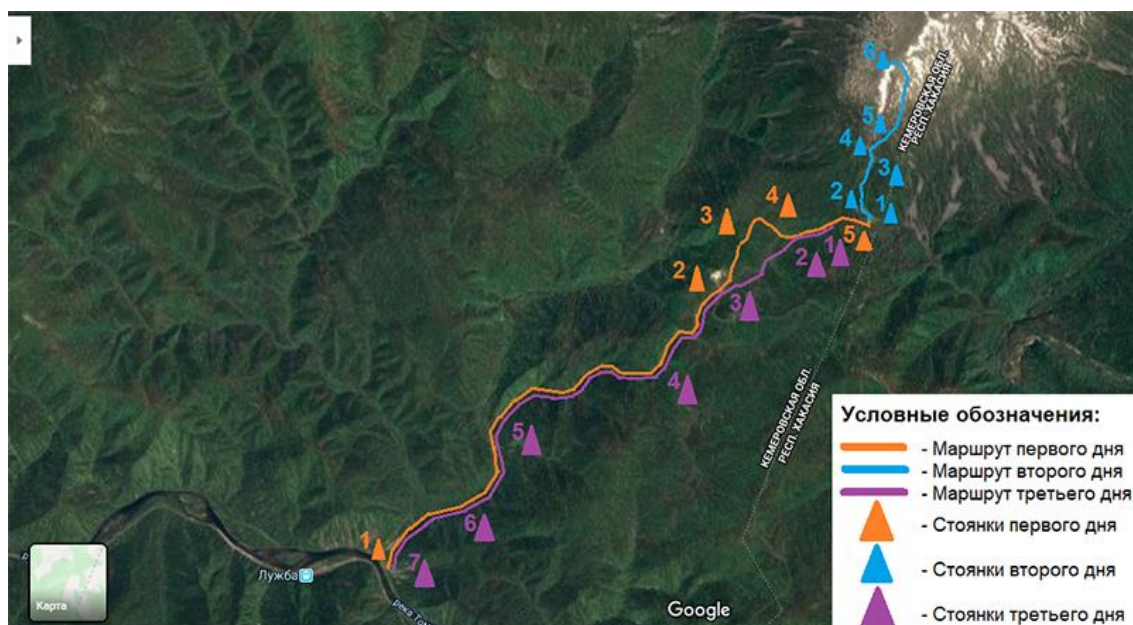 6
КЕМЕРОВСКАЯ ОБЛ.
РЕСП. ХАКАСИЯ
5
4
3
2
1
4
3
5
1
2
2
3
4
5
6
1
7
КЕМЕРОВСКАЯ ОБЛ.
РЕСП. ХАКАСИЯ
Лужба
река То
Карта
Google
Условные обозначения:
- Маршрут первого дня
- Маршрут второго дня
- Маршрут третьего дня
- Стоянки первого дня
- Стоянки второго дня
- Стоянки третьего дня